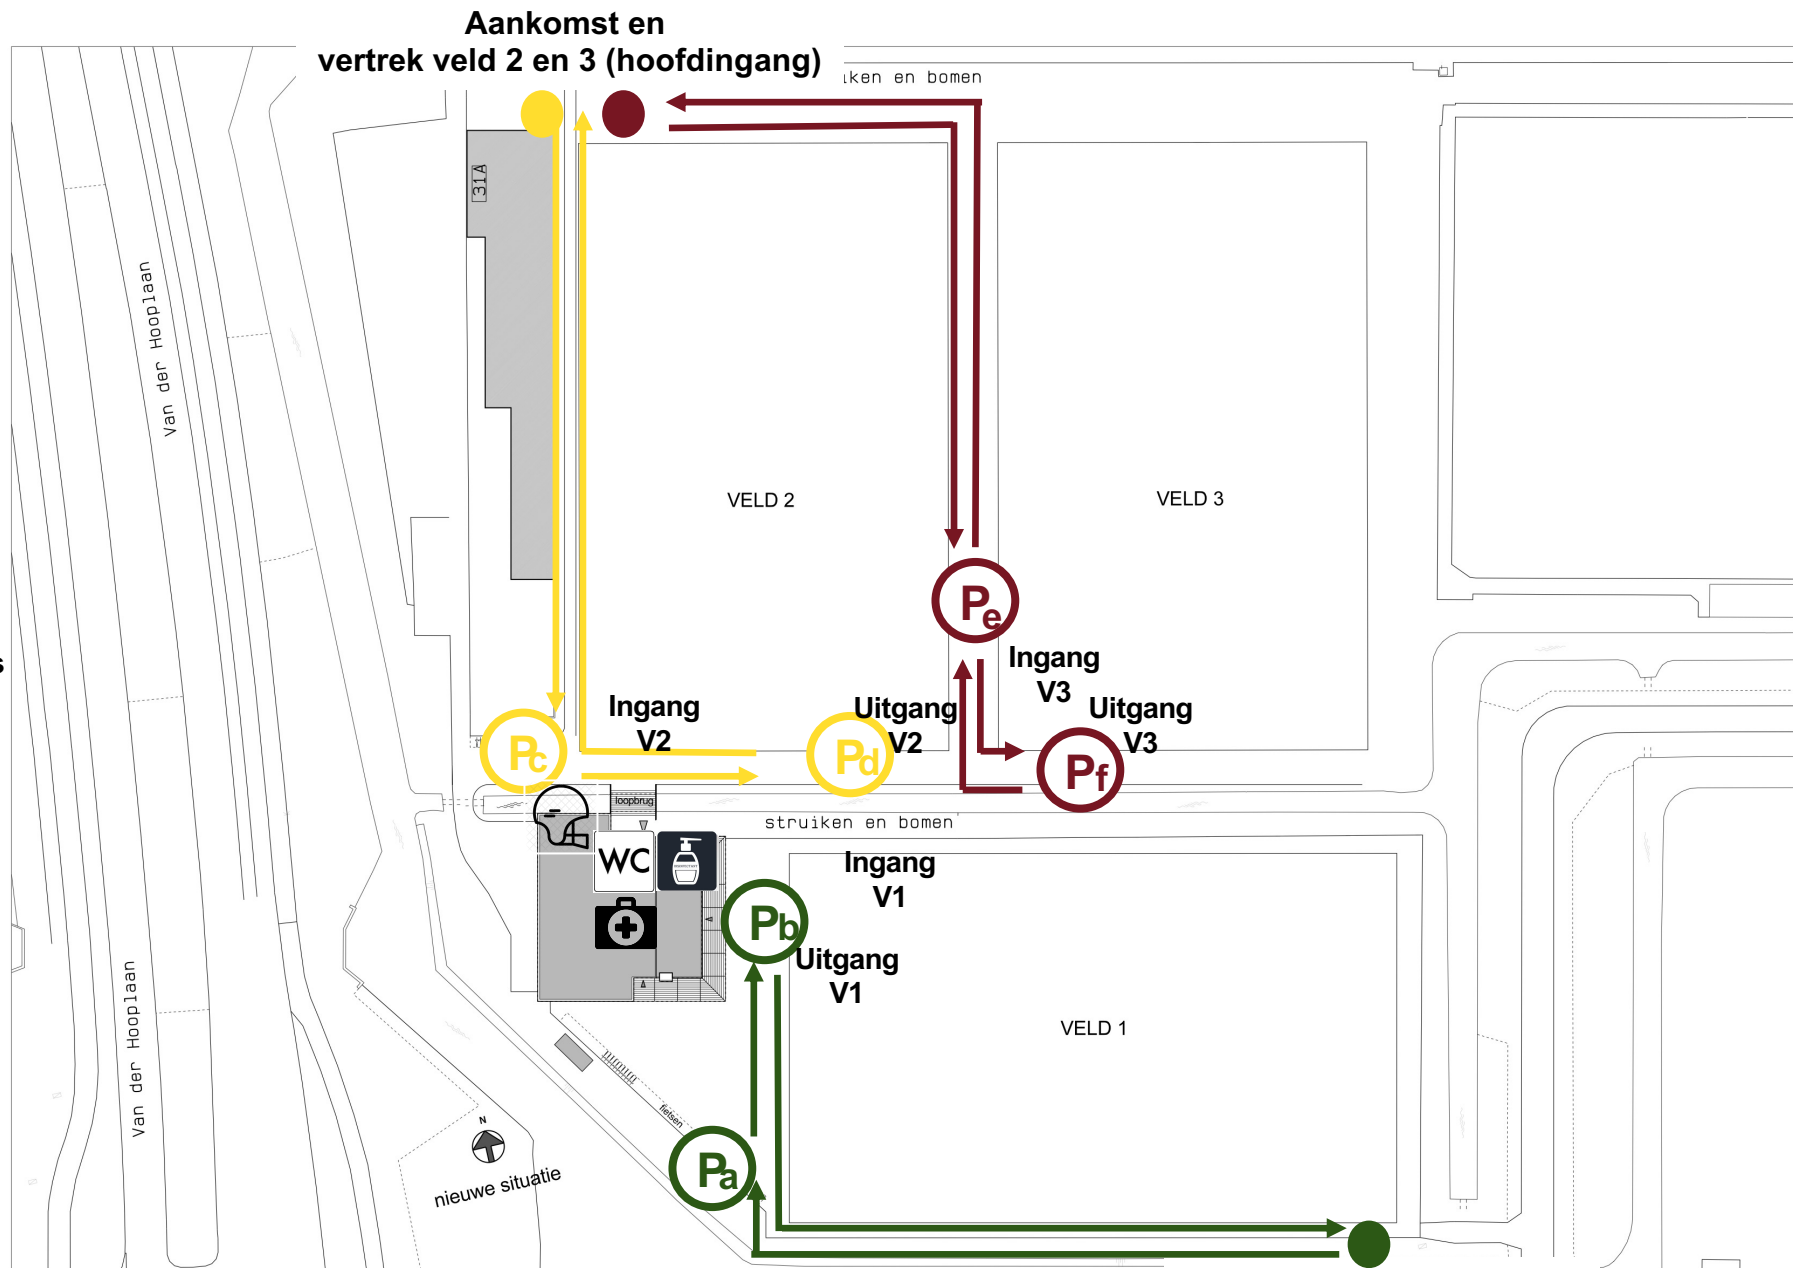 Aankomst en
vertrek veld 2 en 3 (hoofdingang)
ken en bomen
31A
Van der Hooplaan
VELD 2
VELD 3
Pe
s
Ingang
V3
Ingang
V2
Uitgang
V2
Uitgang
V3
Pc
Pd
Pf
loopbrug
struiken en bomen
WC
Ingang
V1
Pb
Uitgang
V1
VELD 1
Van der Hooplaan
fietsen
N
nieuwe situatie
Pa